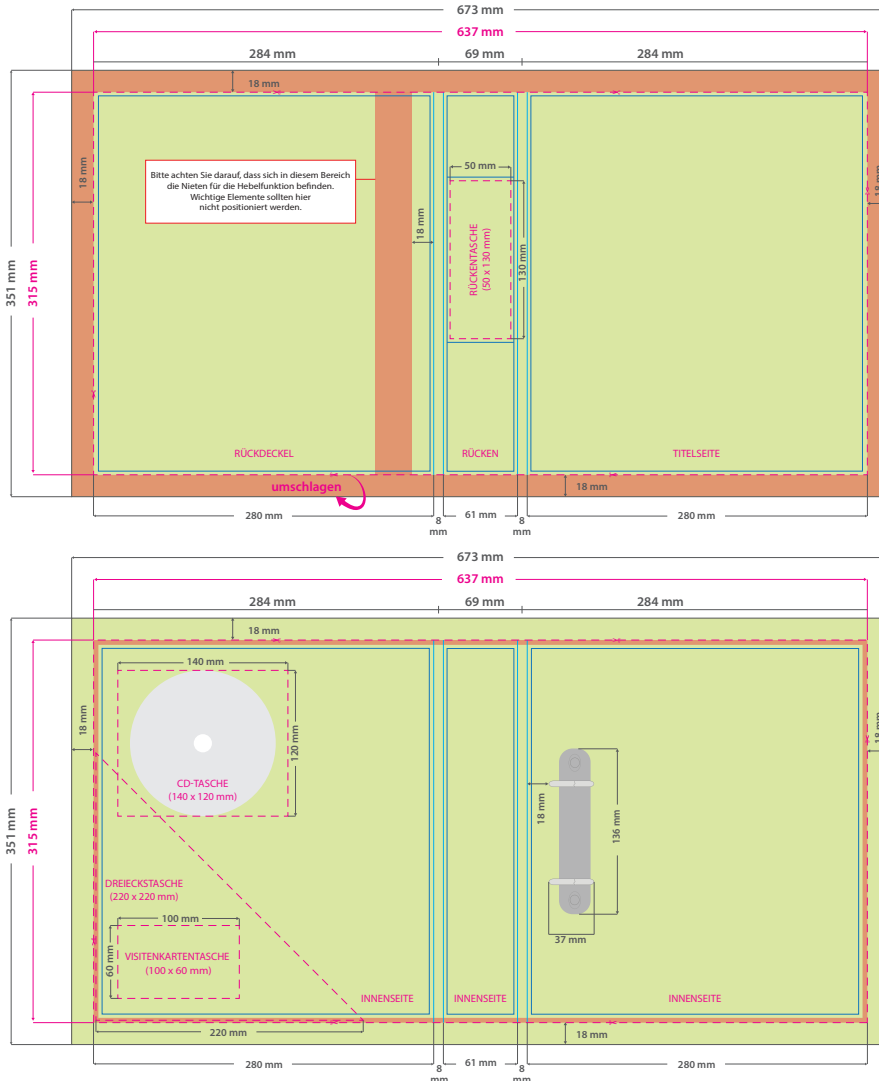 673 mm
637 mm
284 mm
69 mm
284 mm
18 mm
18 mm
Bitte achten Sie darauf, dass sich in diesem Bereich
die Nieten für die Hebelfunktion befinden.
Wichtige Elemente sollten hier
nicht positioniert werden.
50 mm
18 mm
18 mm
RÜCKENTASCHE
(50 x 130 mm)
130 mm
351 mm
315 mm
RÜCKDECKEL
RÜCKEN
TITELSEITE
umschlagen
18 mm
280 mm
8
mm
61 mm
8
mm
280 mm
673 mm
637 mm
284 mm
69 mm
284 mm
18 mm
140 mm
18 mm
120 mm
18 mm
CD-TASCHE
(140 x 120 mm)
18 mm
136 mm
351 mm
315 mm
DREIECKSTASCHE
(220 x 220 mm)
100 mm
37 mm
60 mm
VISITENKARTENTASCHE
(100 x 60 mm)
INNENSEITE
INNENSEITE
INNENSEITE
220 mm
18 mm
280 mm
8
mm
61 mm
8
mm
280 mm